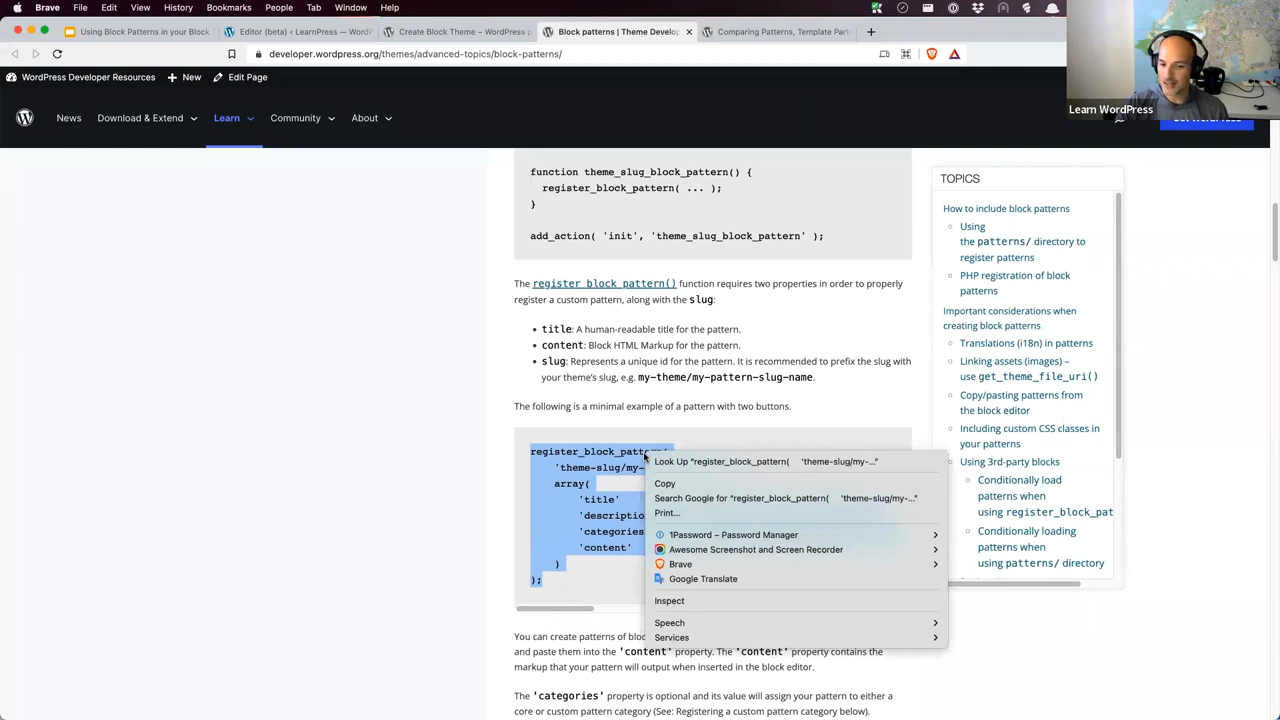 Brave File Edit View History Bookmarks People Tab Window Help
Using Block Patterns in your Block
Editor (beta) ‹ LearnPress — WordP
Create Block Theme – WordPress p
Block patterns | Theme Develo
Comparing Patterns, Template Part
developer.wordpress.org/themes/advanced-topics/block-patterns/
WordPress Developer Resources New Edit Page
Learn WordPress
News Download & Extend Learn Community About
function theme_slug_block_pattern() {
register_block_pattern( ... );
}
add_action( 'init', 'theme_slug_block_pattern' );
The register_block_pattern() function requires two properties in order to properly
register a custom pattern, along with the slug:
title: A human-readable title for the pattern.
content: Block HTML Markup for the pattern.
slug: Represents a unique id for the pattern. It is recommended to prefix the slug with
your theme's slug, e.g. my-theme/my-pattern-slug-name.
The following is a minimal example of a pattern with two buttons.
register_block_pattern(
'theme-slug/my-
array(
'title'
'description
'categories
'content'
)
);
Look Up “register_block_pattern( 'theme-slug/my-...”
Copy
Search Google for “register_block_pattern( 'theme-slug/my-...”
Print...
1Password – Password Manager
Awesome Screenshot and Screen Recorder
Brave
Google Translate
Inspect
Speech
Services
You can create patterns of bloc
and paste them into the 'content' property. The 'content' property contains the
markup that your pattern will output when inserted in the block editor.
The 'categories' property is optional and its value will assign your pattern to either a
core or custom pattern category (See: Registering a custom pattern category below).
TOPICS
How to include block patterns
Using
the patterns/ directory to
register patterns
PHP registration of block
patterns
Important considerations when
creating block patterns
Translations (i18n) in patterns
Linking assets (images) –
use get_theme_file_uri()
Copy/pasting patterns from
the block editor
Including custom CSS classes in
your patterns
Using 3rd-party blocks
Conditionally load
patterns when
using register_block_pat
Conditionally loading
patterns when
using patterns/ directory